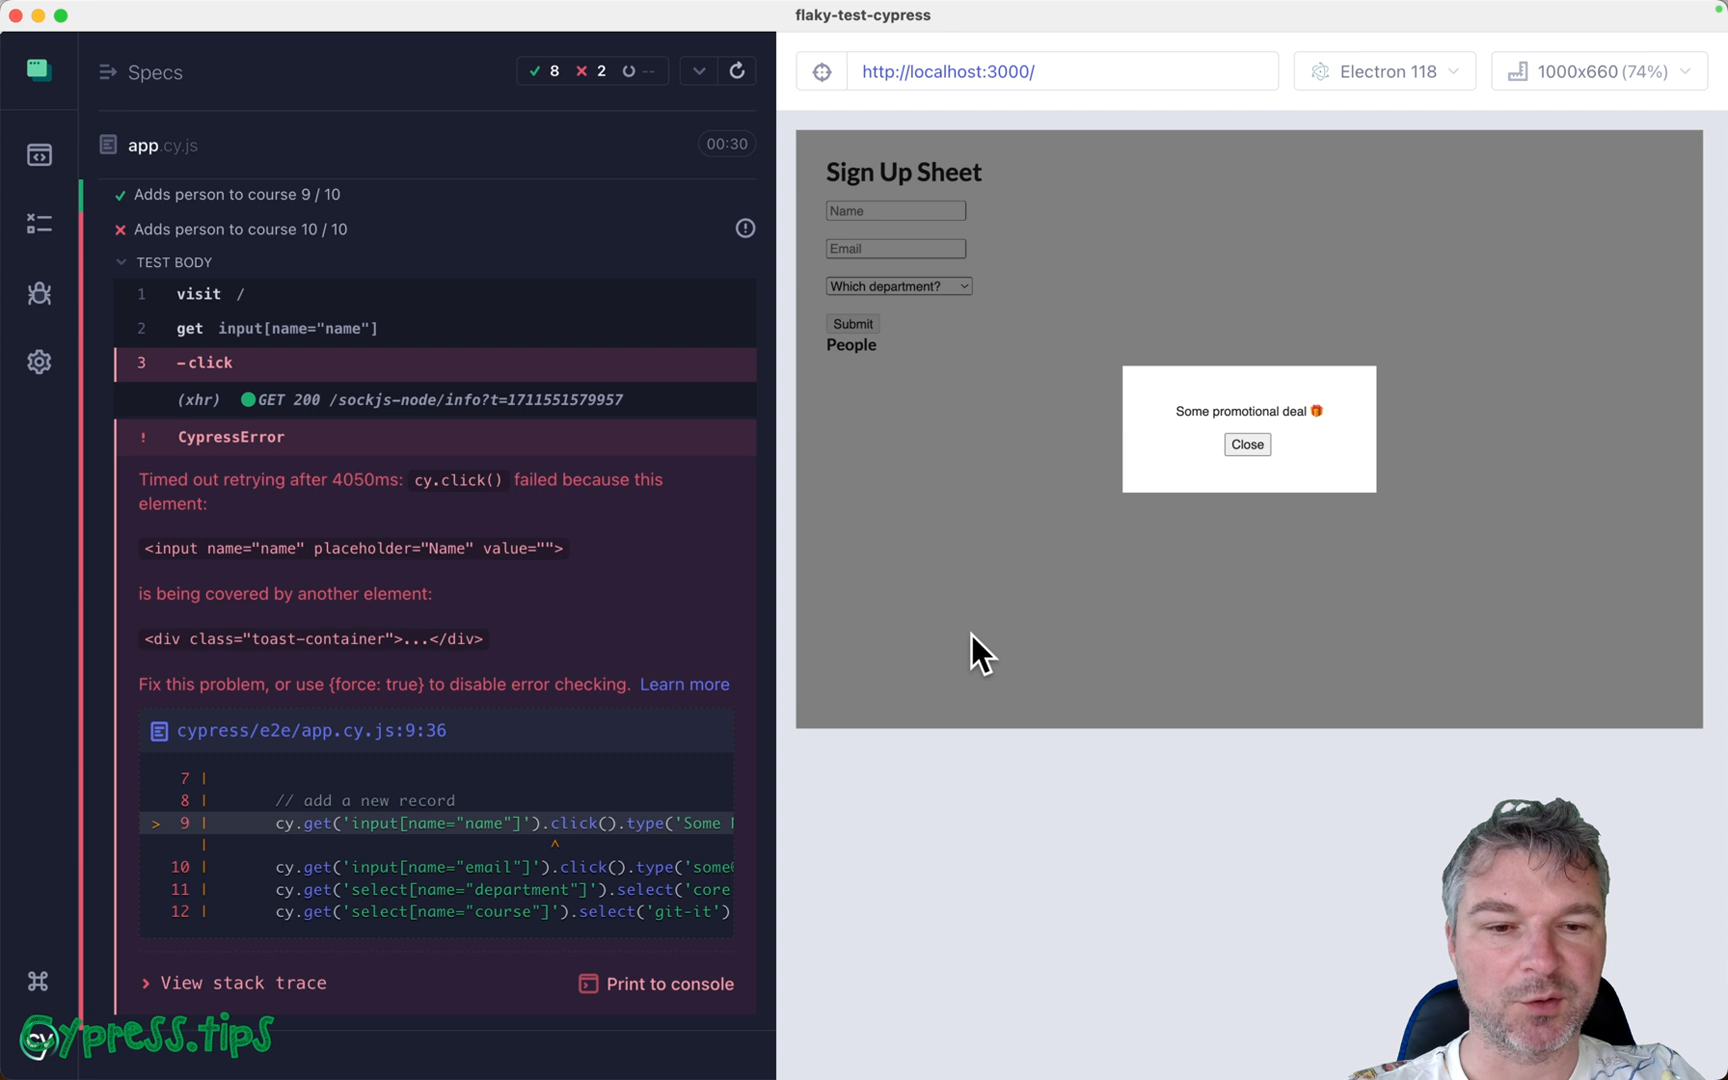 flaky-test-cypress
Specs
8 2 --
app.cy.js
00:30
Adds person to course 9 / 10
Adds person to course 10 / 10
TEST BODY
1 visit /
2 get input[name="name"]
3 -click
(xhr) GET 200 /sockjs-node/info?t=1711551579957
! CypressError
Timed out retrying after 4050ms: cy.click() failed because this
element:
<input name="name" placeholder="Name" value="">
is being covered by another element:
<div class="toast-container">...</div>
Fix this problem, or use {force: true} to disable error checking. Learn more
cypress/e2e/app.cy.js:9:36
7 |
8 | // add a new record
> 9 | cy.get('input[name="name"]').click().type('Some
| ^
10 | cy.get('input[name="email"]').click().type('some
11 | cy.get('select[name="department"]').select('core
12 | cy.get('select[name="course"]').select('git-it')
> View stack trace
Print to console
Cypress.tips
cy
http://localhost:3000/
Electron 118
1000x660 (74%)
Sign Up Sheet
Name
Email
Which department?
Submit
People
Some promotional deal 🎁
Close